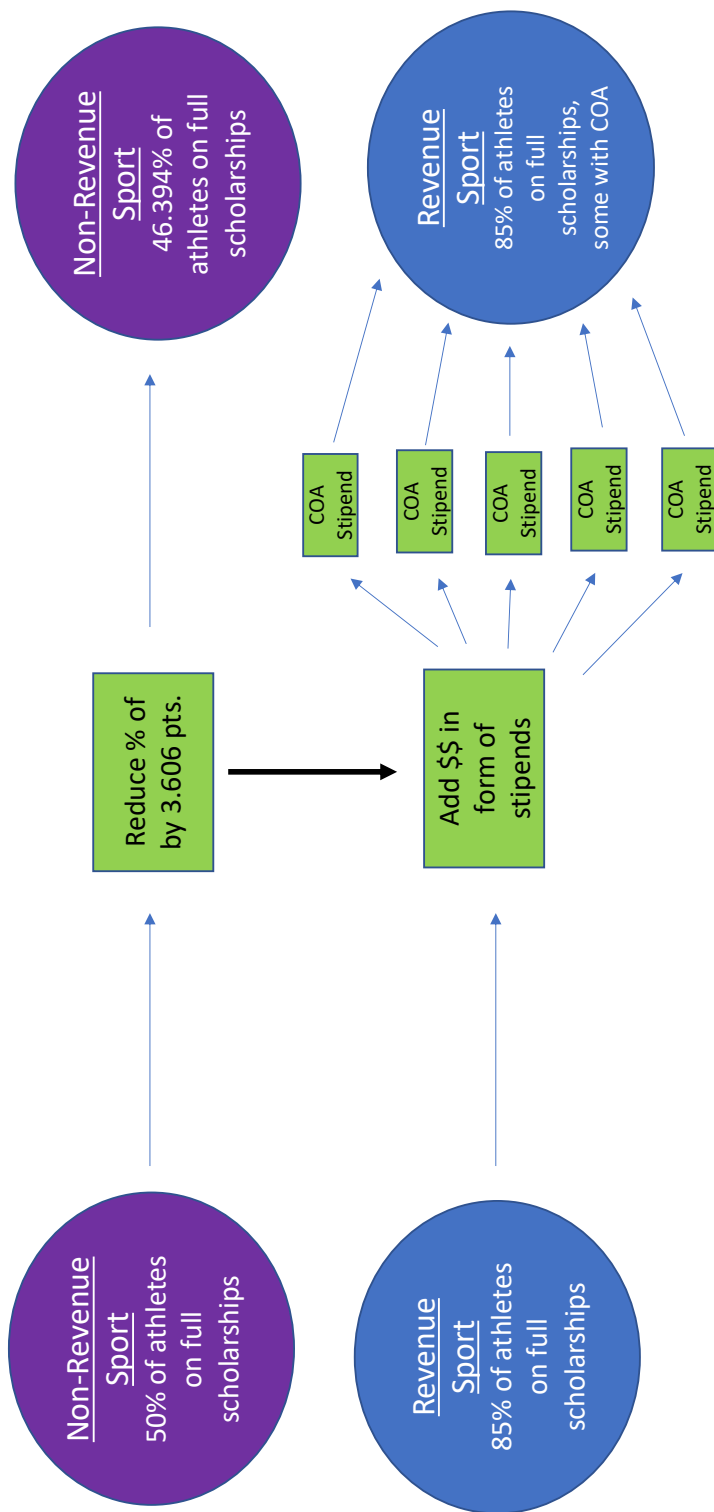 Non-Revenue
Sport
50% of athletes
on full
scholarships
Reduce % of
by 3.606 pts.
Non-Revenue
Sport
46.394% of
athletes on full
scholarships
Revenue
Sport
85% of athletes
on full
scholarships
Add $$ in
form of
stipends
COA
Stipend
COA
Stipend
COA
Stipend
COA
Stipend
COA
Stipend
Revenue
Sport
85% of athletes
on full
scholarships,
some with COA